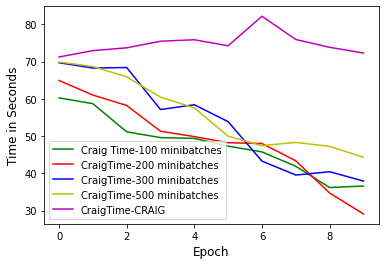 80
70
60
50
40
30
Time in Seconds
Craig Time-100 minibatches
CraigTime-200 minibatches
CraigTime-300 minibatches
CraigTime-500 minibatches
CraigTime-CRAIG
0 2 4 6 8
Epoch